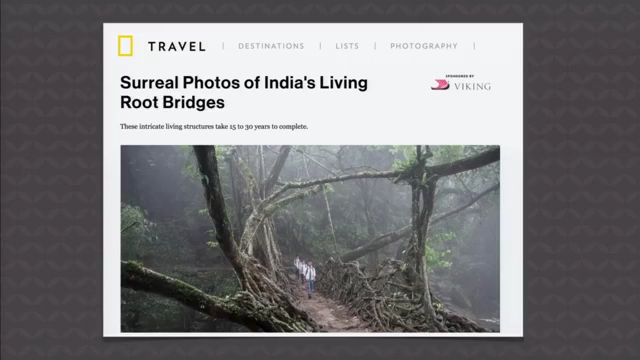 TRAVEL | DESTINATIONS | LISTS | PHOTOGRAPHY |
Surreal Photos of India's Living
Root Bridges
SPONSORED BY
VIKING
These intricate living structures take 15 to 30 years to complete.